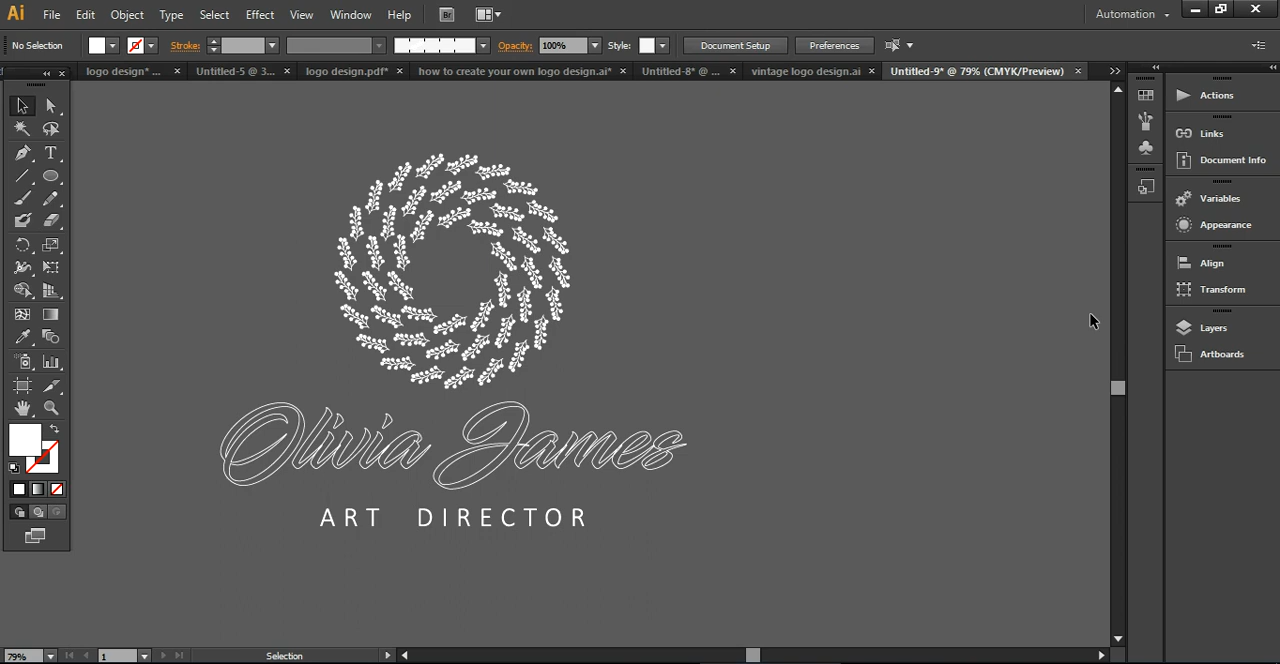 Ai File Edit Object Type Select Effect View Window Help Br Automation
No Selection Stroke: Opacity: 100% Style: Document Setup Preferences
logo design* ... × Untitled-5 @ 3... × logo design.pdf* × how to create your own logo design.ai* × Untitled-8* @ ... × vintage logo design.ai × Untitled-9* @ 79% (CMYK/Preview) ×
Actions
Links
Document Info
Variables
Appearance
Align
Transform
Layers
Artboards
Olivia James
ART DIRECTOR
79% 1 Selection